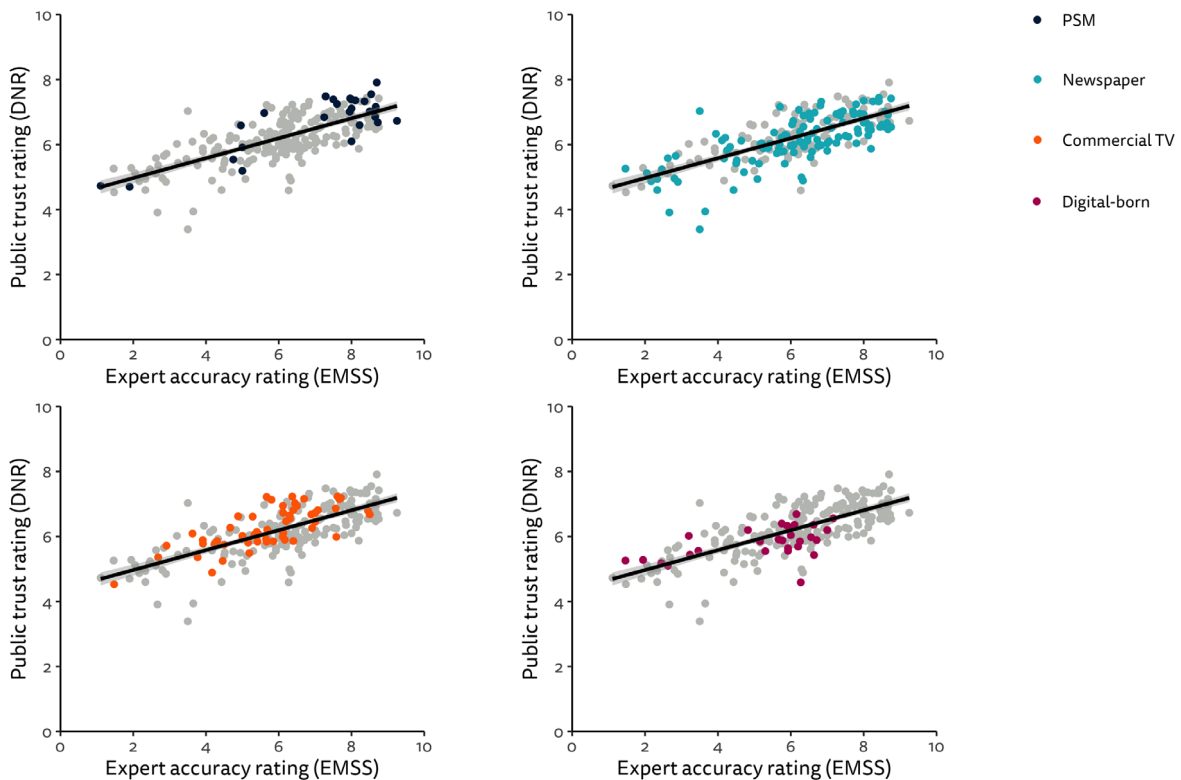 10
8
6
4
2
0
Public trust rating (DNR)
0 2 4 6 8 10
Expert accuracy rating (EMSS)
10
8
6
4
2
0
Public trust rating (DNR)
0 2 4 6 8 10
Expert accuracy rating (EMSS)
PSM
Newspaper
Commercial TV
Digital-born
10
8
6
4
2
0
Public trust rating (DNR)
0 2 4 6 8 10
Expert accuracy rating (EMSS)
10
8
6
4
2
0
Public trust rating (DNR)
0 2 4 6 8 10
Expert accuracy rating (EMSS)